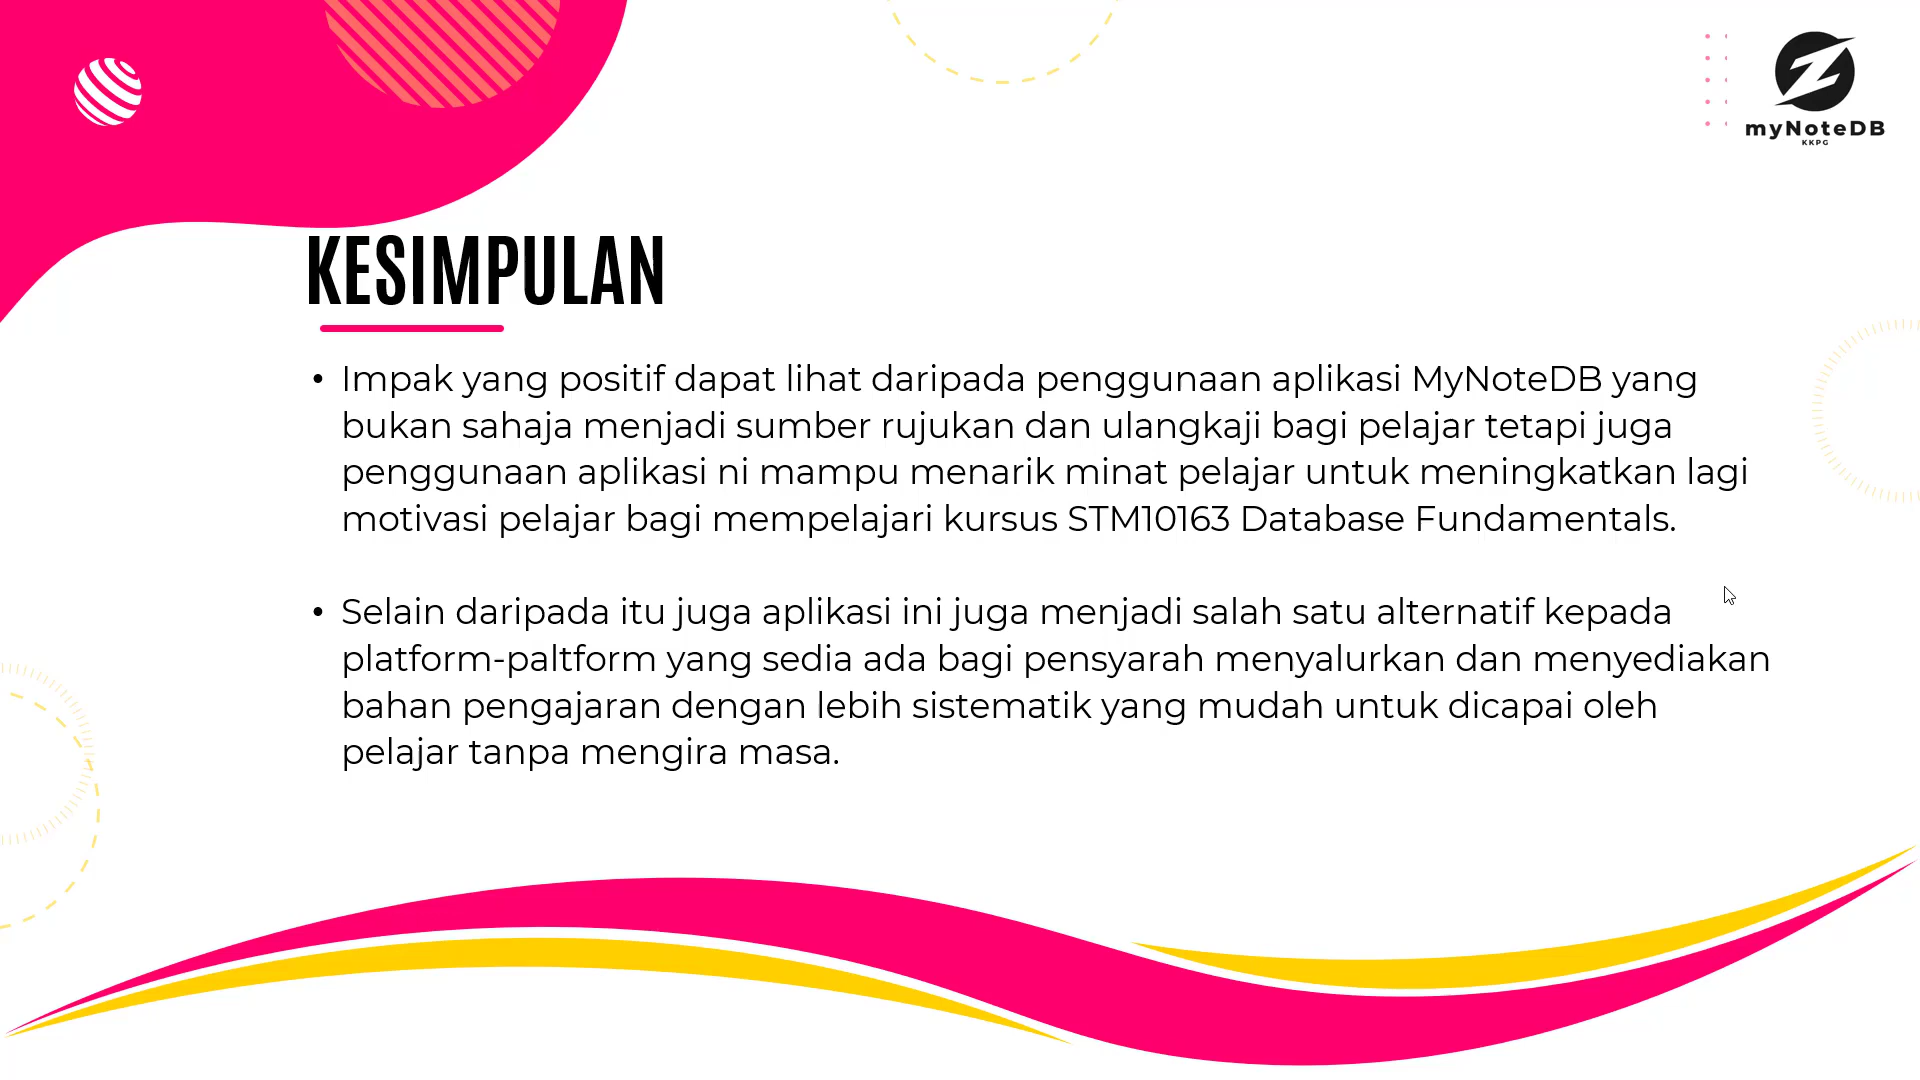 myNoteDB
KKPG
KESIMPULAN
• Impak yang positif dapat lihat daripada penggunaan aplikasi MyNoteDB yang
bukan sahaja menjadi sumber rujukan dan ulangkaji bagi pelajar tetapi juga
penggunaan aplikasi ni mampu menarik minat pelajar untuk meningkatkan lagi
motivasi pelajar bagi mempelajari kursus STM10163 Database Fundamentals.
• Selain daripada itu juga aplikasi ini juga menjadi salah satu alternatif kepada
platform-paltform yang sedia ada bagi pensyarah menyalurkan dan menyediakan
bahan pengajaran dengan lebih sistematik yang mudah untuk dicapai oleh
pelajar tanpa mengira masa.